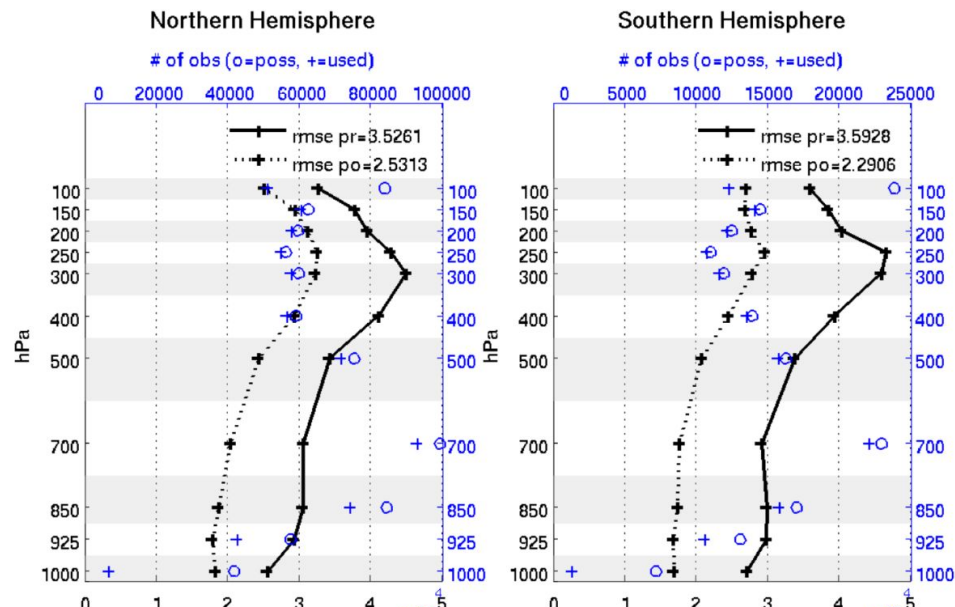 Northern Hemisphere
# of obs (o=poss, +=used)
0 20000 40000 60000 80000 100000
rmse pr=3.5261
rmse po=2.5313
hPa
100 100
150 150
200 200
250 250
300 300
400 400
500 500
700 700
850 850
925 925
1000 1000
4
0 1 2 3 4 5
Southern Hemisphere
# of obs (o=poss, +=used)
0 5000 10000 15000 20000 25000
rmse pr=3.5928
rmse po=2.2906
hPa
100 100
150 150
200 200
250 250
300 300
400 400
500 500
700 700
850 850
925 925
1000 1000
4
0 1 2 3 4 5